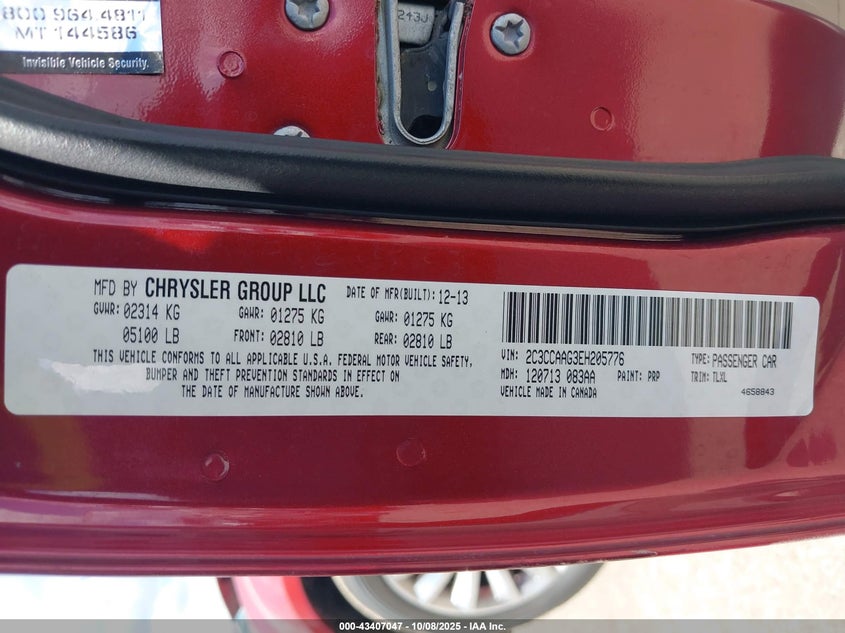 800 964 4811
MT 144586
Invisible Vehicle Security.
243J
MFD BY CHRYSLER GROUP LLC
DATE OF MFR(BUILT): 12-13
GVWR: 02314 KG
GAWR: 01275 KG
GAWR: 01275 KG
05100 LB
FRONT: 02810 LB
REAR: 02810 LB
THIS VEHICLE CONFORMS TO ALL APPLICABLE U.S.A. FEDERAL MOTOR VEHICLE SAFETY,
BUMPER AND THEFT PREVENTION STANDARDS IN EFFECT ON
THE DATE OF MANUFACTURE SHOWN ABOVE.
VIN: 2C3CCAAG3EH205776
TYPE: PASSENGER CAR
MDH: 120713 083AA
PAINT: PRP
TRIM: TLXL
VEHICLE MADE IN CANADA
4658843
000-43407047 - 10/08/2025 - IAA Inc.